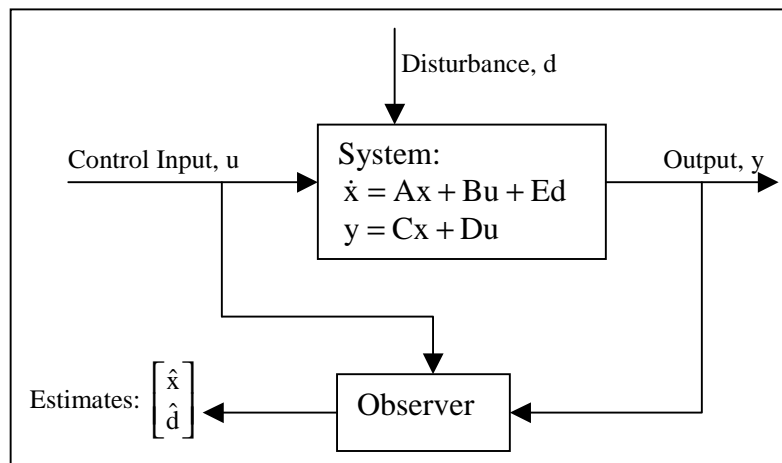 Disturbance, d
Control Input, u
System:
ẋ = Ax + Bu + Ed
y = Cx + Du
Output, y
Estimates: [x̂
d̂]
Observer